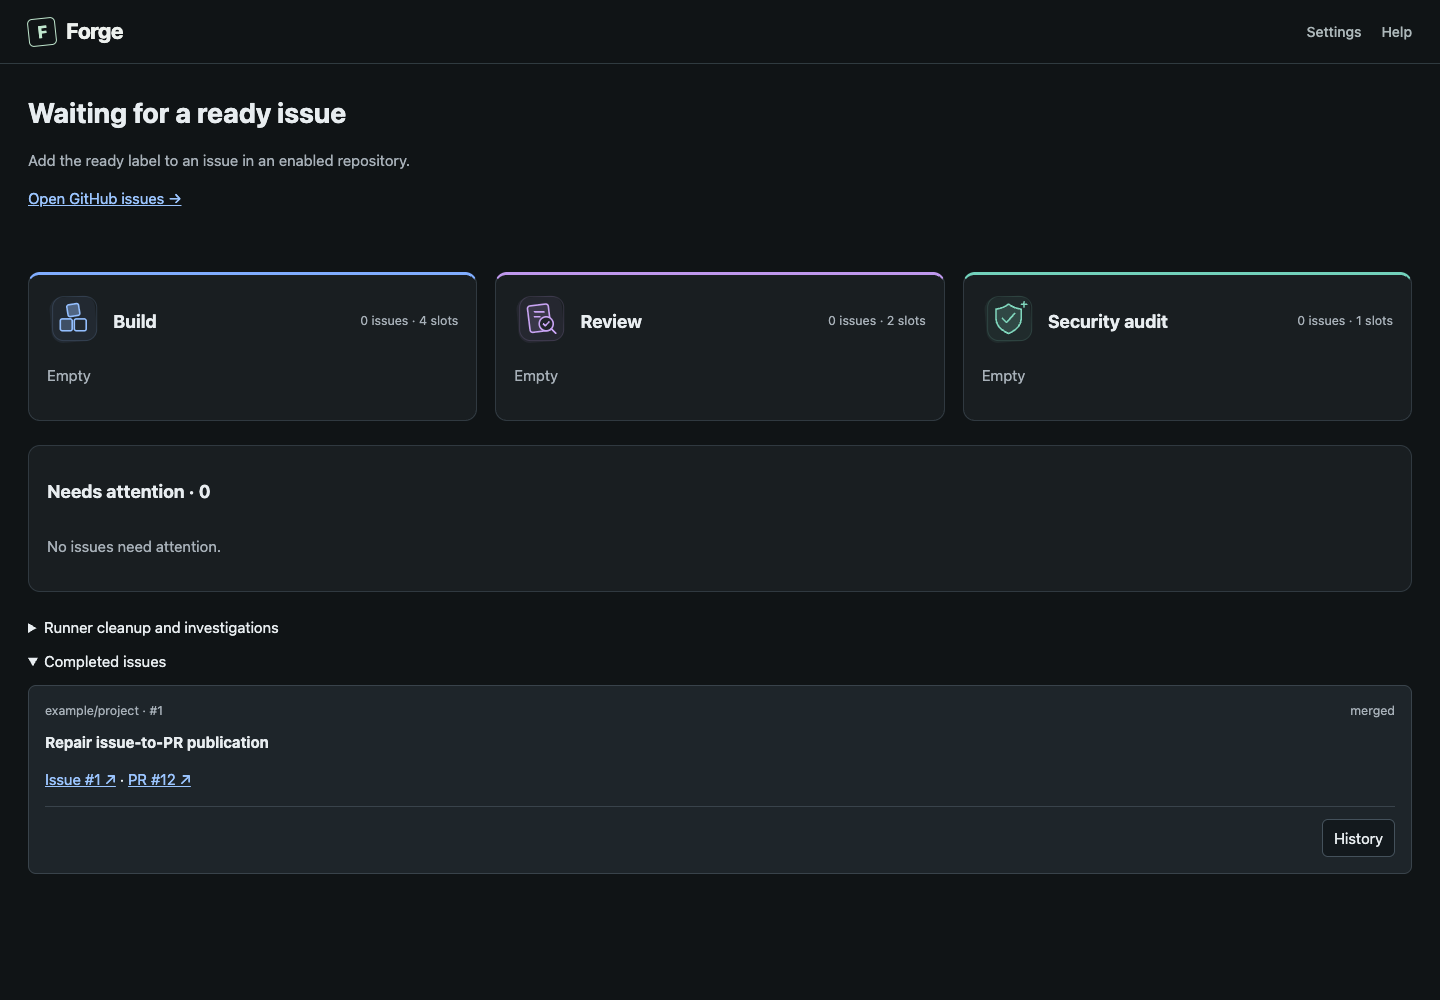 F Forge
Settings Help
Waiting for a ready issue
Add the ready label to an issue in an enabled repository.
Open GitHub issues →
Build 0 issues · 4 slots
Empty
Review 0 issues · 2 slots
Empty
Security audit 0 issues · 1 slots
Empty
Needs attention · 0
No issues need attention.
▶ Runner cleanup and investigations
▼ Completed issues
example/project · #1 merged
Repair issue-to-PR publication
Issue #1 ↗ · PR #12 ↗
History